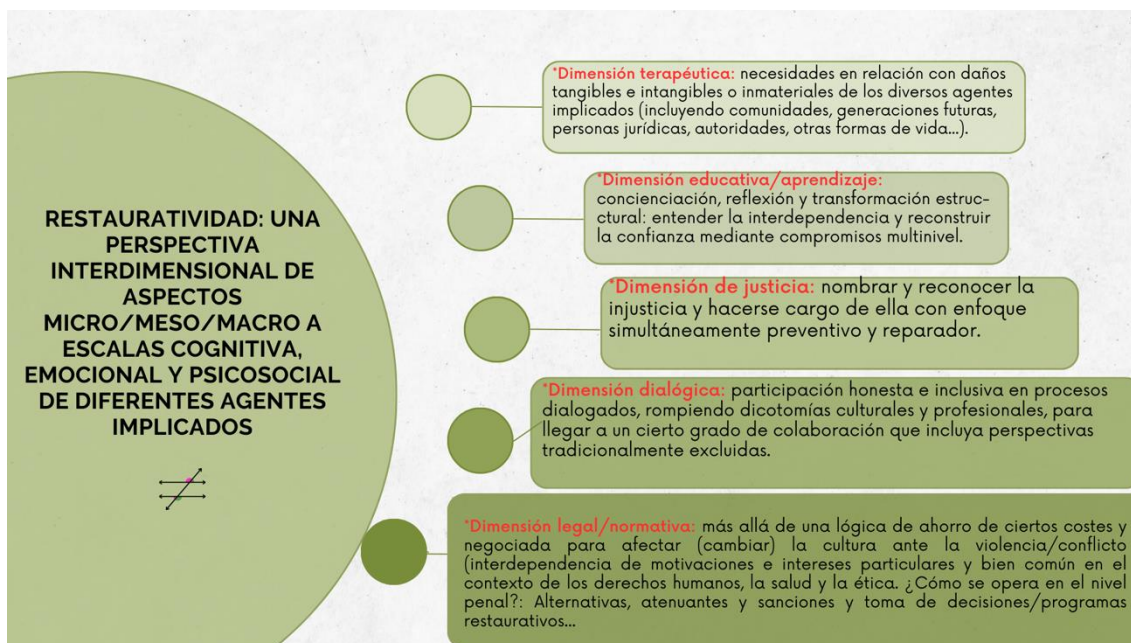 RESTAURATIVIDAD: UNA
PERSPECTIVA
INTERDIMENSIONAL DE
ASPECTOS
MICRO/MESO/MACRO A
ESCALAS COGNITIVA,
EMOCIONAL Y PSICOSOCIAL
DE DIFERENTES AGENTES
IMPLICADOS
*Dimensión terapéutica: necesidades en relación con daños
tangibles e intangibles o inmateriales de los diversos agentes
implicados (incluyendo comunidades, generaciones futuras,
personas jurídicas, autoridades, otras formas de vida...).
*Dimensión educativa/aprendizaje:
concienciación, reflexión y transformación estruc-
ctural: entender la interdependencia y reconstruir
la confianza mediante compromisos multinivel.
*Dimensión de justicia: nombrar y reconocer la
injusticia y hacerse cargo de ella con enfoque
simultáneamente preventivo y reparador.
*Dimensión dialógica: participación honesta e inclusiva en procesos
dialogados, rompiendo dicotomías culturales y profesionales, para
llegar a un cierto grado de colaboración que incluya perspectivas
tradicionalmente excluidas.
*Dimensión legal/normativa: más allá de una lógica de ahorro de ciertos costes y
negociada para afectar (cambiar) la cultura ante la violencia/conflicto
(interdependencia de motivaciones e intereses particulares y bien común en el
contexto de los derechos humanos, la salud y la ética. ¿Cómo se opera en el nivel
penal?: Alternativas, atenuantes y sanciones y toma de decisiones/programas
restaurativos...